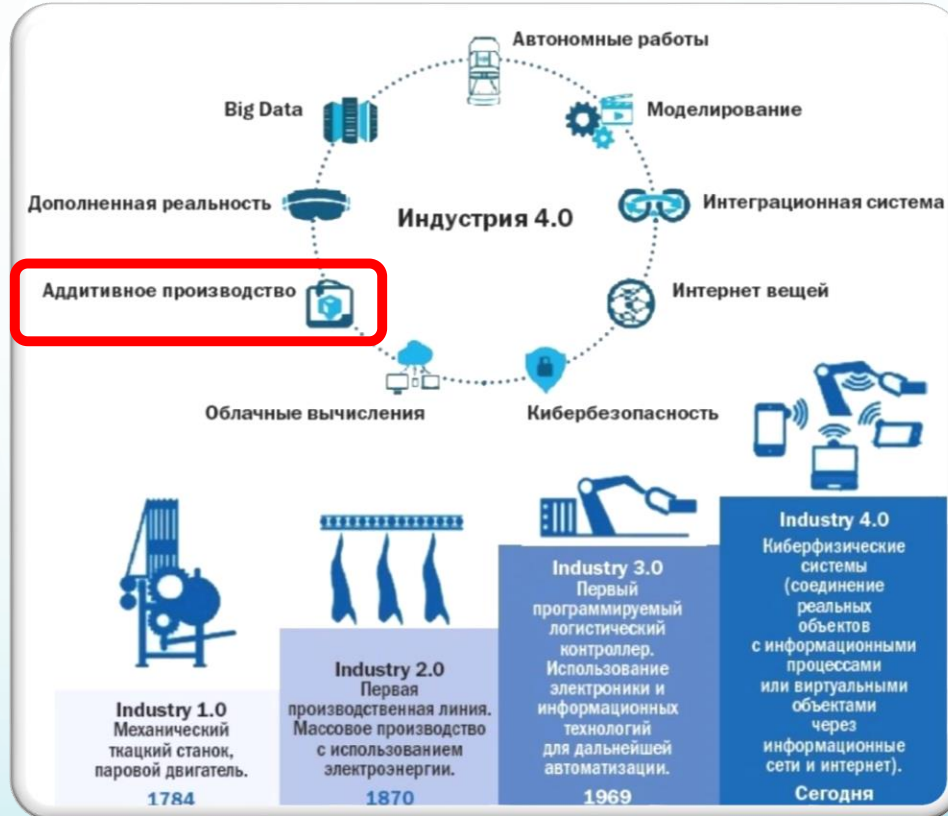 Автономные работы
Big Data
Моделирование
Дополненная реальность
Интеграционная система
Индустрия 4.0
Аддитивное производство
Интернет вещей
Облачные вычисления
Кибербезопасность
Industry 1.0
Механический
ткацкий станок,
паровой двигатель.
1784
Industry 2.0
Первая
производственная линия.
Массовое производство
с использованием
электроэнергии.
1870
Industry 3.0
Первый
программируемый
логистический
контроллер.
Использование
электроники и
информационных
технологий
для дальнейшей
автоматизации.
1969
Industry 4.0
Киберфизические
системы
(соединение
реальных
объектов
с информационными
процессами
или виртуальными
объектами
через
информационные
сети и интернет).
Сегодня